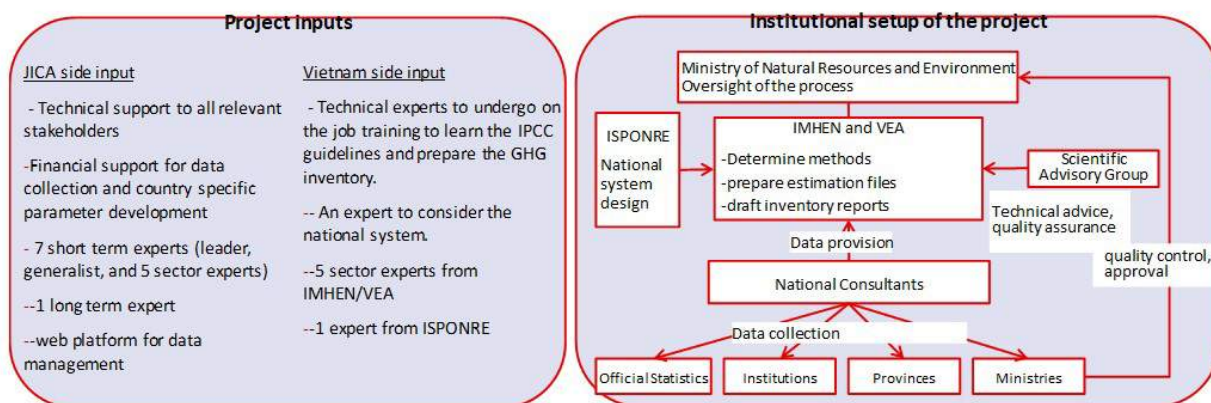 Project inputs
JICA side input
- Technical support to all relevant
stakeholders
-Financial support for data
collection and country specific
parameter development
- 7 short term experts (leader,
generalist, and 5 sector experts)
--1 long term expert
--web platform for data
management
Vietnam side input
- Technical experts to undergo on
the job training to learn the IPCC
guidelines and prepare the GHG
inventory.
-- An expert to consider the
national system.
--5 sector experts from
IMHEN/VEA
--1 expert from ISPONRE
Institutional setup of the project
Ministry of Natural Resources and Environment
Oversight of the process
ISPONRE
National
system
design
IMHEN and VEA
-Determine methods
-prepare estimation files
-draft inventory reports
Scientific
Advisory Group
Technical advice,
quality assurance
quality control,
approval
Data provision
National Consultants
Data collection
Official Statistics
Institutions
Provinces
Ministries